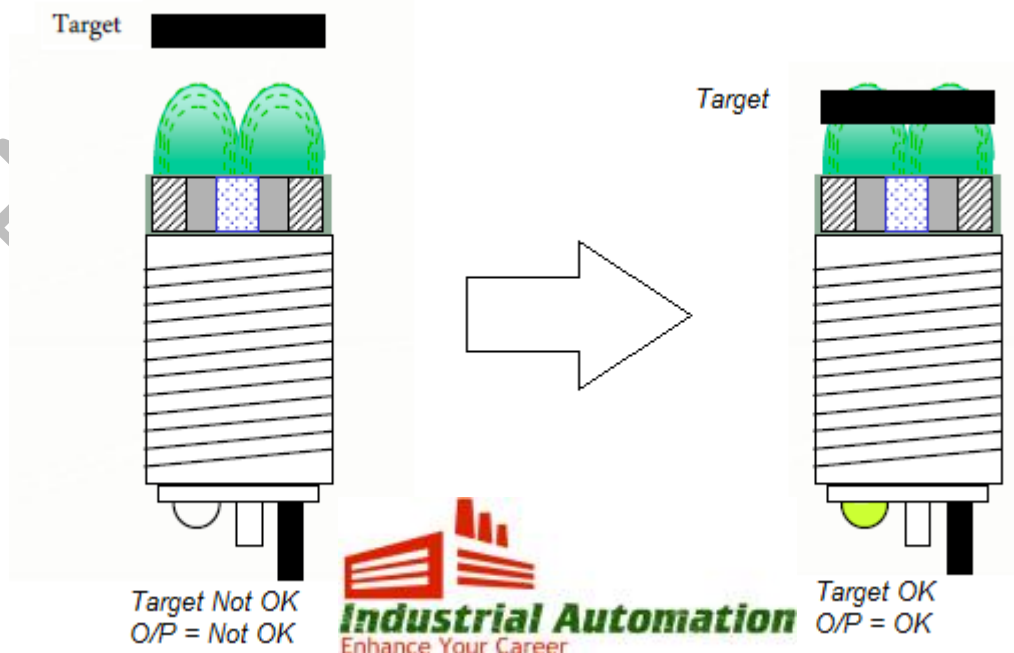 Target
Target
Target Not OK
O/P = Not OK
Industrial Automation
Enhance Your Career
Target OK
O/P = OK